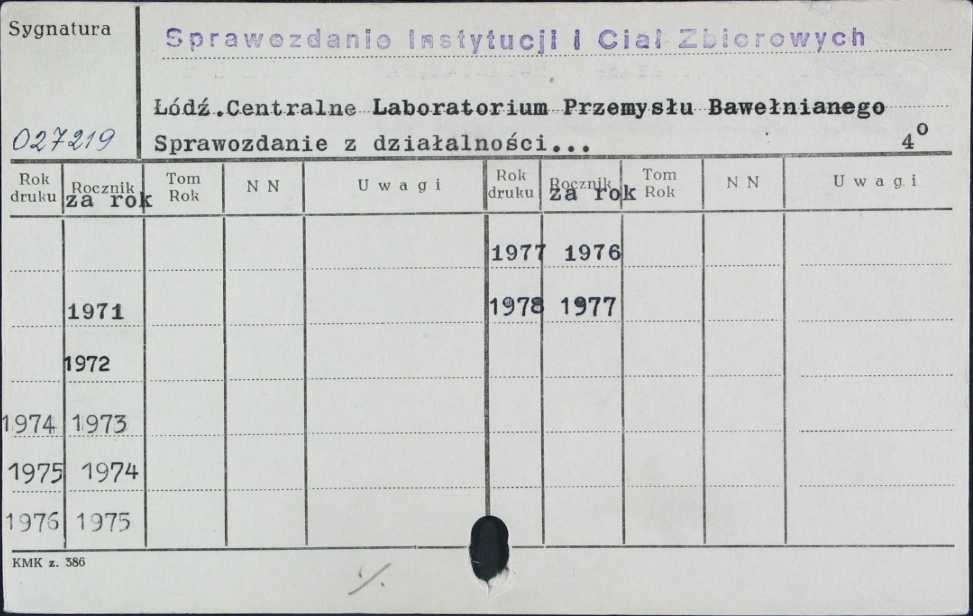 Sygnatura
Sprawozdanie Instytucji i Ciał Zbiorowych
Łódź.Centralne Laboratorium Przemysłu Bawełnianego
027219 Sprawozdanie z działalności... 4o
Rok druku Rocznik za rok Tom Rok N N Uwagi Rok druku Rocznik za rok Tom Rok N N Uwagi
1977 1976
1971 1978 1977
1972
1974 1973
1975 1974
1976 1975
KMK z. 386